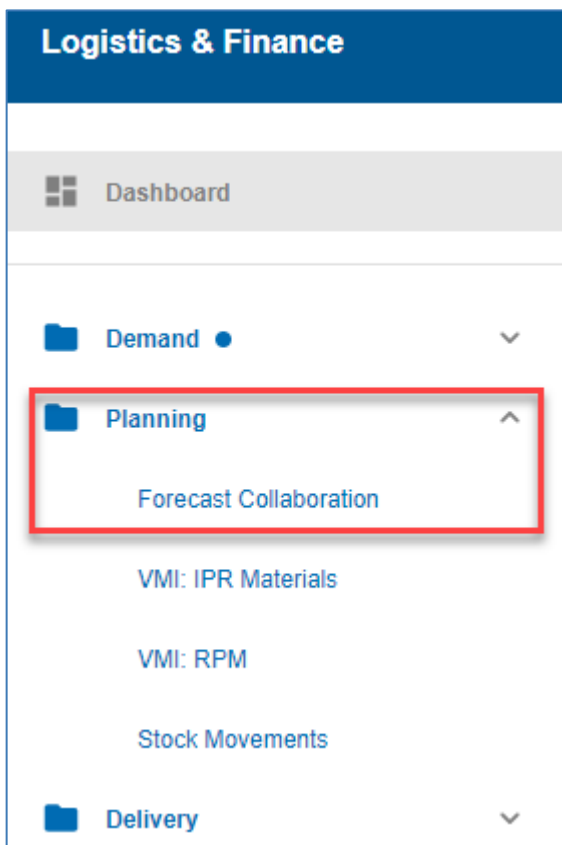 Logistics & Finance
Dashboard
Demand
Planning
Forecast Collaboration
VMI: IPR Materials
VMI: RPM
Stock Movements
Delivery